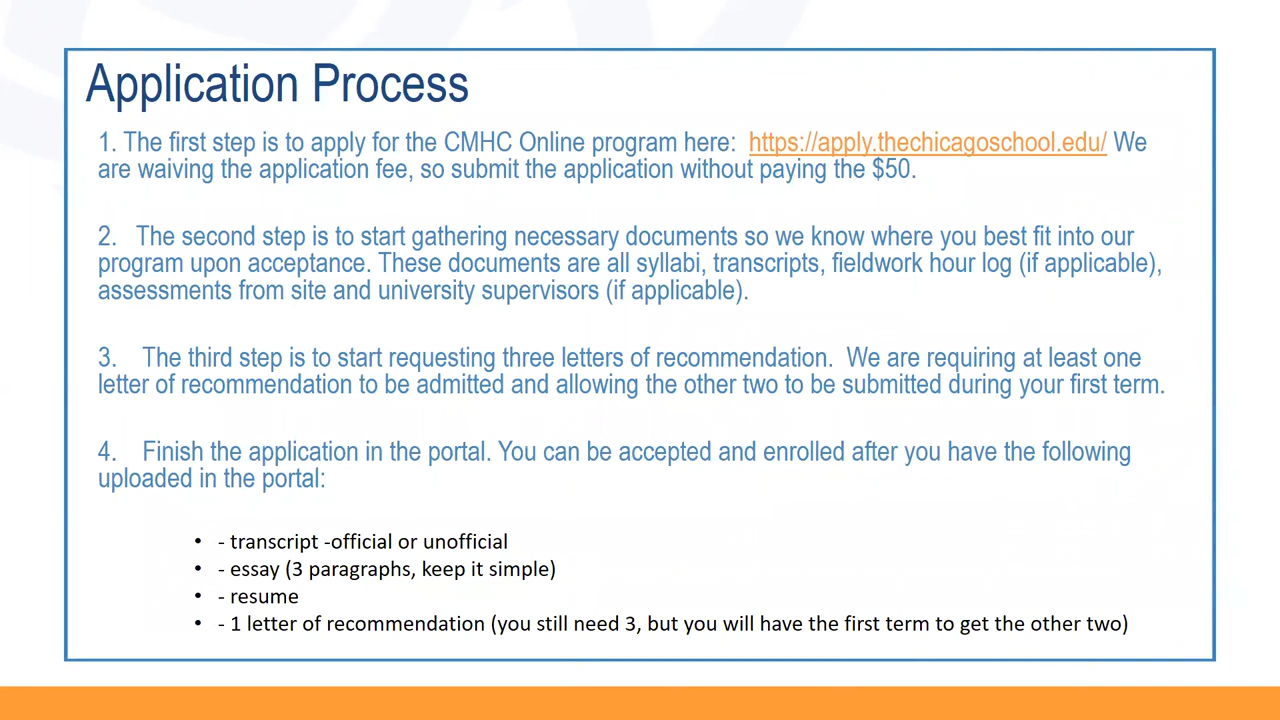 Application Process
1. The first step is to apply for the CMHC Online program here: https://apply.thechicagoschool.edu/ We
are waiving the application fee, so submit the application without paying the $50.
2. The second step is to start gathering necessary documents so we know where you best fit into our
program upon acceptance. These documents are all syllabi, transcripts, fieldwork hour log (if applicable),
assessments from site and university supervisors (if applicable).
3. The third step is to start requesting three letters of recommendation. We are requiring at least one
letter of recommendation to be admitted and allowing the other two to be submitted during your first term.
4. Finish the application in the portal. You can be accepted and enrolled after you have the following
uploaded in the portal:
• - transcript -official or unofficial
• - essay (3 paragraphs, keep it simple)
• - resume
• - 1 letter of recommendation (you still need 3, but you will have the first term to get the other two)